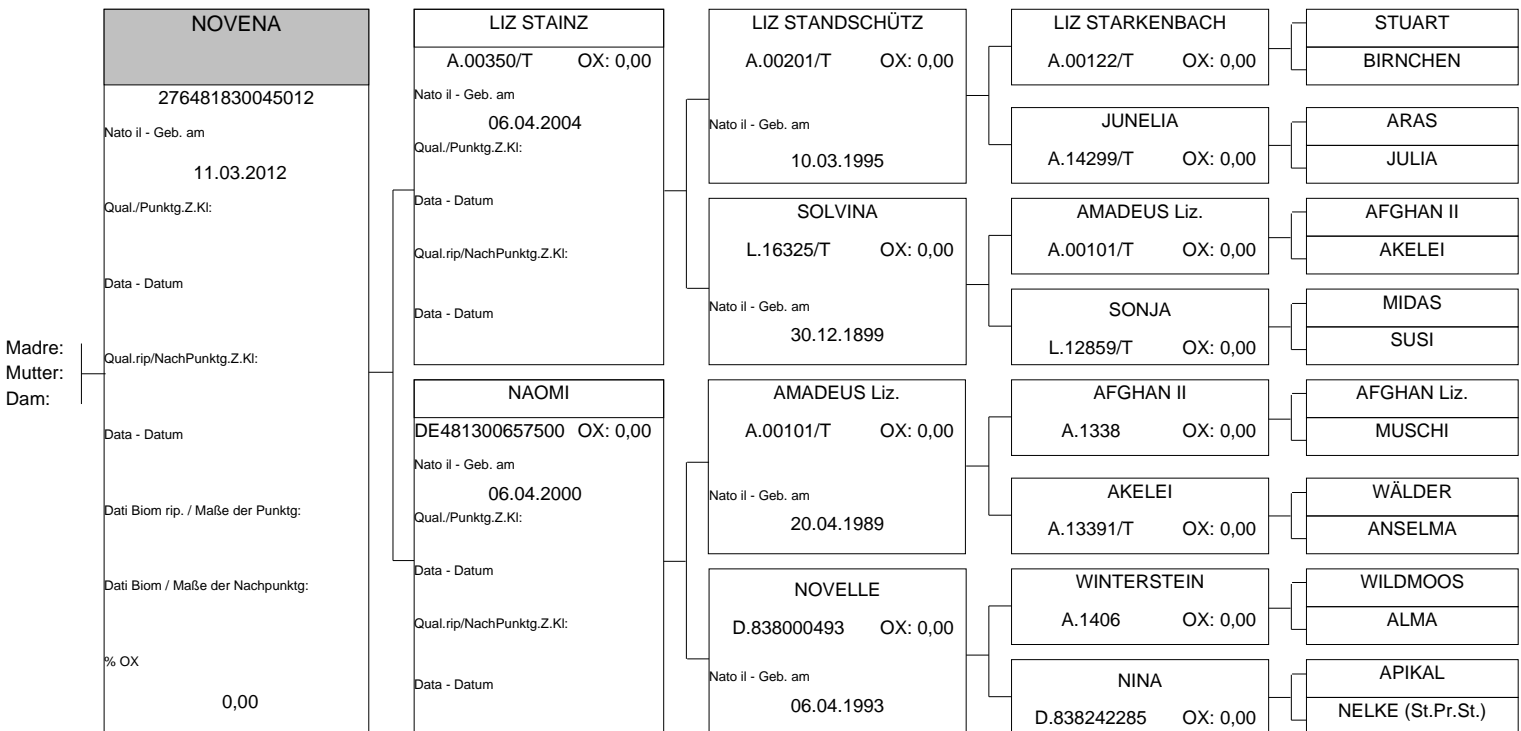 Madre:
Mutter:
Dam:
NOVENA
276481830045012
Nato il - Geb. am
11.03.2012
Qual./Punktg.Z.Kl:
Data - Datum
Qual.rip/NachPunktg.Z.Kl:
Data - Datum
Dati Biom rip. / Maße der Punktg:
Dati Biom / Maße der Nachpunktg:
% OX
0,00
LIZ STAINZ
A.00350/T OX: 0,00
Nato il - Geb. am
06.04.2004
Qual./Punktg.Z.Kl:
Data - Datum
Qual.rip/NachPunktg.Z.Kl:
Data - Datum
NAOMI
DE481300657500 OX: 0,00
Nato il - Geb. am
06.04.2000
Qual./Punktg.Z.Kl:
Data - Datum
Qual.rip/NachPunktg.Z.Kl:
Data - Datum
LIZ STANDSCHÜTZ
A.00201/T OX: 0,00
Nato il - Geb. am
10.03.1995
SOLVINA
L.16325/T OX: 0,00
Nato il - Geb. am
30.12.1899
AMADEUS Liz.
A.00101/T OX: 0,00
Nato il - Geb. am
20.04.1989
NOVELLE
D.838000493 OX: 0,00
Nato il - Geb. am
06.04.1993
LIZ STARKENBACH
A.00122/T OX: 0,00
JUNELIA
A.14299/T OX: 0,00
AMADEUS Liz.
A.00101/T OX: 0,00
SONJA
L.12859/T OX: 0,00
AFGHAN II
A.1338 OX: 0,00
AKELEI
A.13391/T OX: 0,00
WINTERSTEIN
A.1406 OX: 0,00
NINA
D.838242285 OX: 0,00
STUART
BIRNCHEN
ARAS
JULIA
AFGHAN II
AKELEI
MIDAS
SUSI
AFGHAN Liz.
MUSCHI
WÄLDER
ANSELMA
WILDMOOS
ALMA
APIKAL
NELKE (St.Pr.St.)